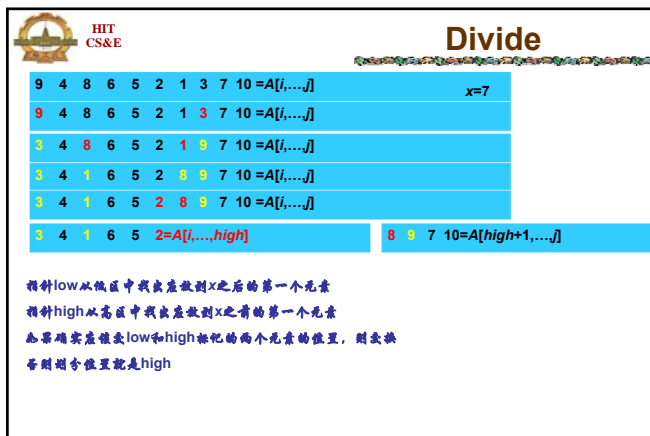 HIT
CS&E
Divide
9 4 8 6 5 2 1 3 7 10 =A[i,…,j]
x=7
9 4 8 6 5 2 1 3 7 10 =A[i,…,j]
3 4 8 6 5 2 1 9 7 10 =A[i,…,j]
3 4 1 6 5 2 8 9 7 10 =A[i,…,j]
3 4 1 6 5 2 8 9 7 10 =A[i,…,j]
3 4 1 6 5 2=A[i,…,high]
8 9 7 10=A[high+1,…,j]
指针low从低区中找出应放到x之后的第一个元素
指针high从高区中找出应放到x之前的第一个元素
如果确实应该交low和high标记的两个元素的位置，则交换
否则划分位置就是high